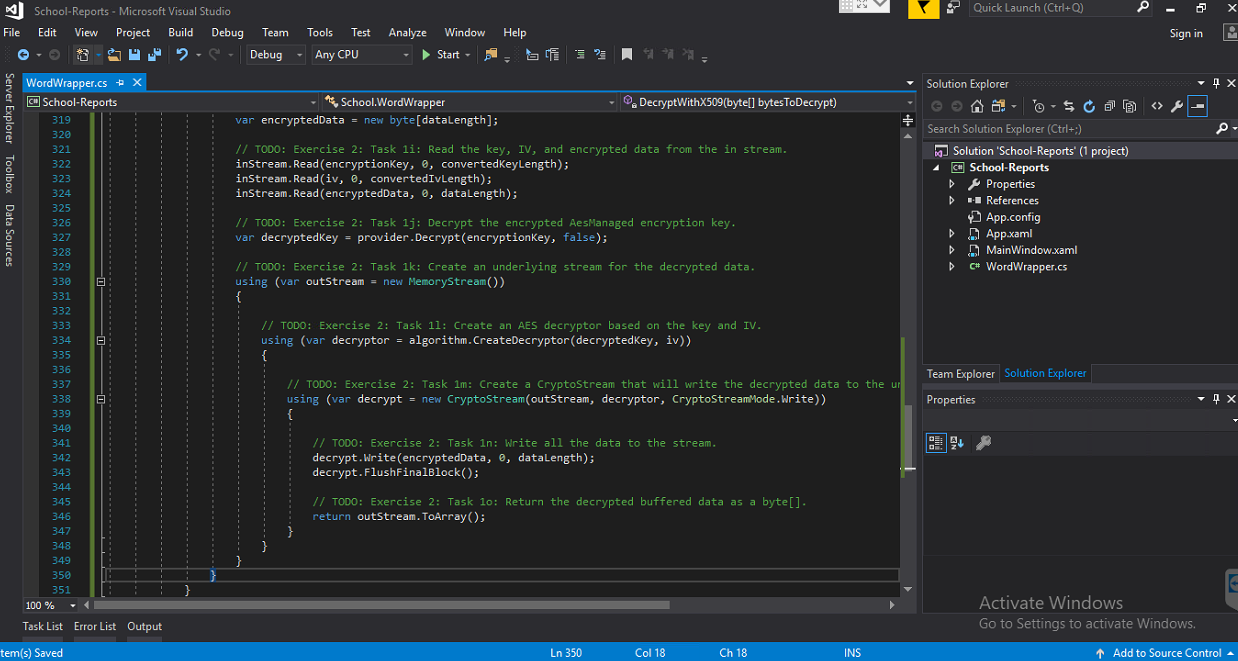 School-Reports - Microsoft Visual Studio
Quick Launch (Ctrl+Q)
File Edit View Project Build Debug Team Tools Test Analyze Window Help
Sign in
Debug Any CPU Start
Server Explorer
Toolbox
Data Sources
WordWrapper.cs
School-Reports School.WordWrapper DecryptWithX509(byte[] bytesToDecrypt)
319 var encryptedData = new byte[dataLength];
320
321 // TODO: Exercise 2: Task 1i: Read the key, IV, and encrypted data from the in stream.
322 inStream.Read(encryptionKey, 0, convertedKeyLength);
323 inStream.Read(iv, 0, convertedIvLength);
324 inStream.Read(encryptedData, 0, dataLength);
325
326 // TODO: Exercise 2: Task 1j: Decrypt the encrypted AesManaged encryption key.
327 var decryptedKey = provider.Decrypt(encryptionKey, false);
328
329 // TODO: Exercise 2: Task 1k: Create an underlying stream for the decrypted data.
330 using (var outStream = new MemoryStream())
331 {
332
333 // TODO: Exercise 2: Task 1l: Create an AES decryptor based on the key and IV.
334 using (var decryptor = algorithm.CreateDecryptor(decryptedKey, iv))
335 {
336
337 // TODO: Exercise 2: Task 1m: Create a CryptoStream that will write the decrypted data to the
338 using (var decrypt = new CryptoStream(outStream, decryptor, CryptoStreamMode.Write))
339 {
340
341 // TODO: Exercise 2: Task 1n: Write all the data to the stream.
342 decrypt.Write(encryptedData, 0, dataLength);
343 decrypt.FlushFinalBlock();
344
345 // TODO: Exercise 2: Task 1o: Return the decrypted buffered data as a byte[].
346 return outStream.ToArray();
347 }
348 }
349 }
350 }
351 }
100 %
Solution Explorer
Search Solution Explorer (Ctrl+;)
Solution 'School-Reports' (1 project)
School-Reports
Properties
References
App.config
App.xaml
MainWindow.xaml
WordWrapper.cs
Team Explorer Solution Explorer
Properties
Activate Windows
Go to Settings to activate Windows.
Task List Error List Output
tem(s) Saved Ln 350 Col 18 Ch 18 INS Add to Source Control